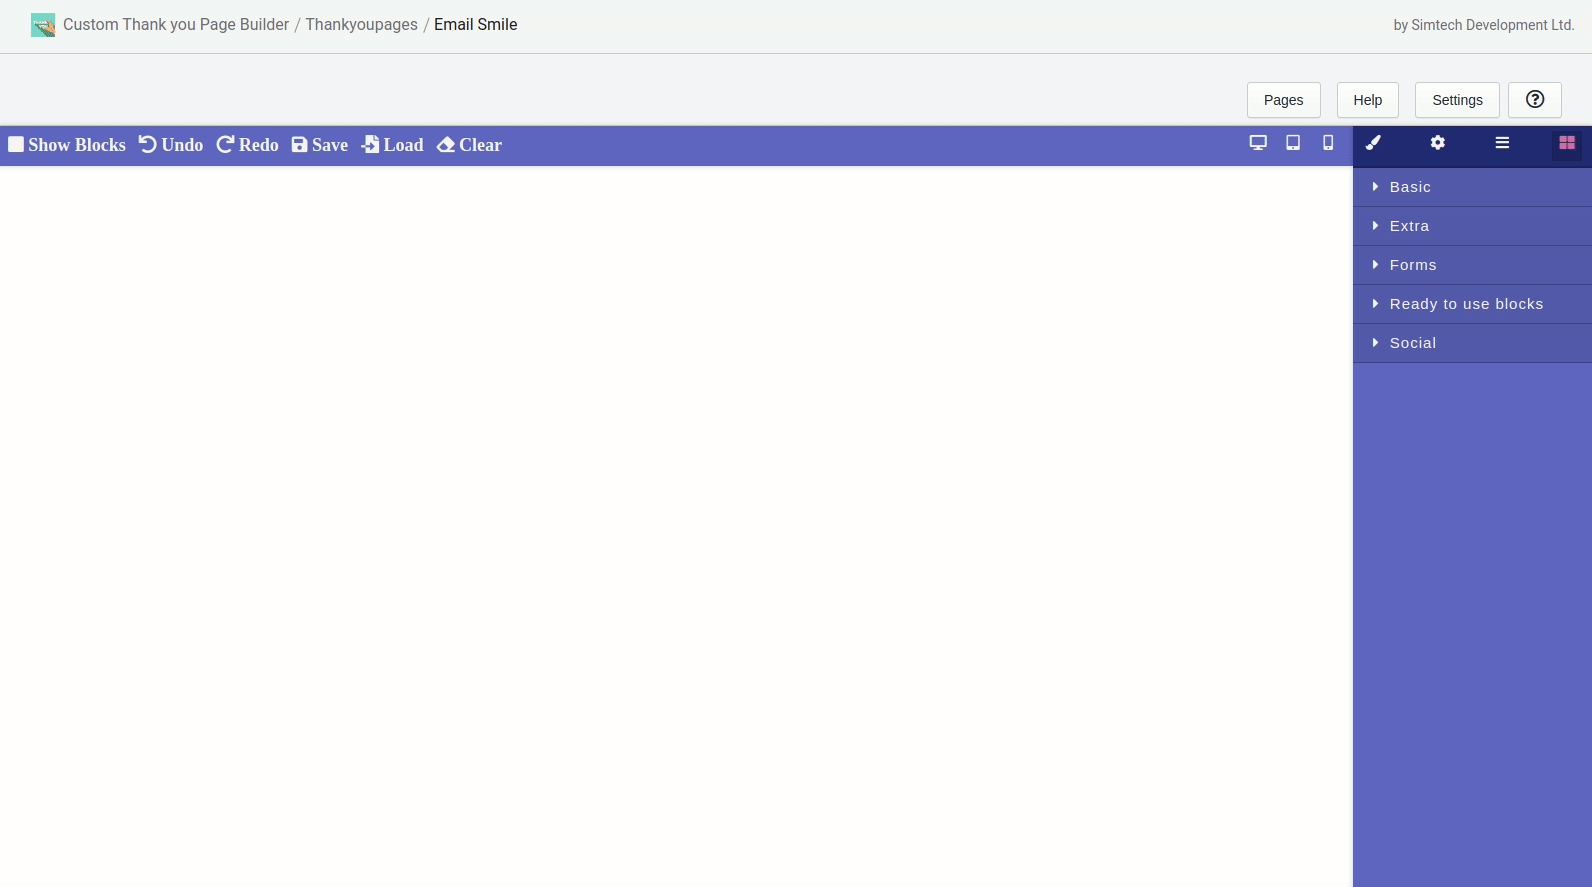 Custom Thank you Page Builder / Thankyoupages / Email Smile
by Simtech Development Ltd.
Pages Help Settings
Show Blocks Undo Redo Save Load Clear
Basic
Extra
Forms
Ready to use blocks
Social